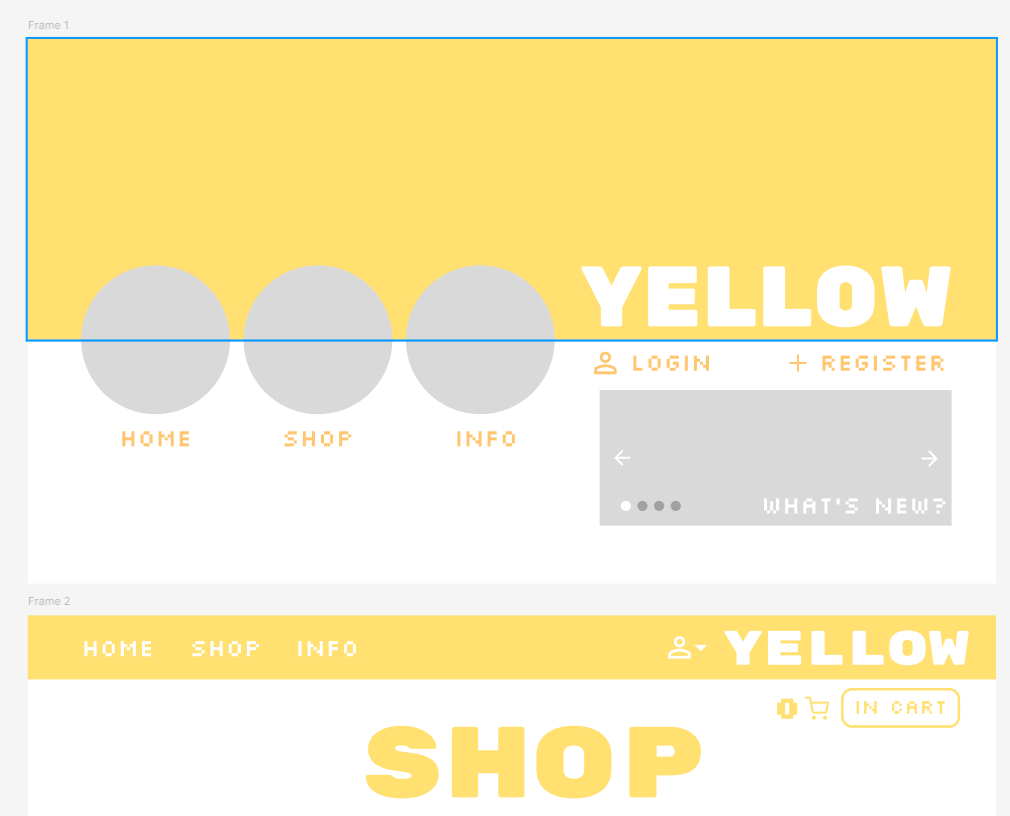 Frame 1
YELLOW
LOGIN
REGISTER
HOME
SHOP
INFO
WHAT'S NEW?
Frame 2
HOME
SHOP
INFO
YELLOW
0
IN CART
SHOP